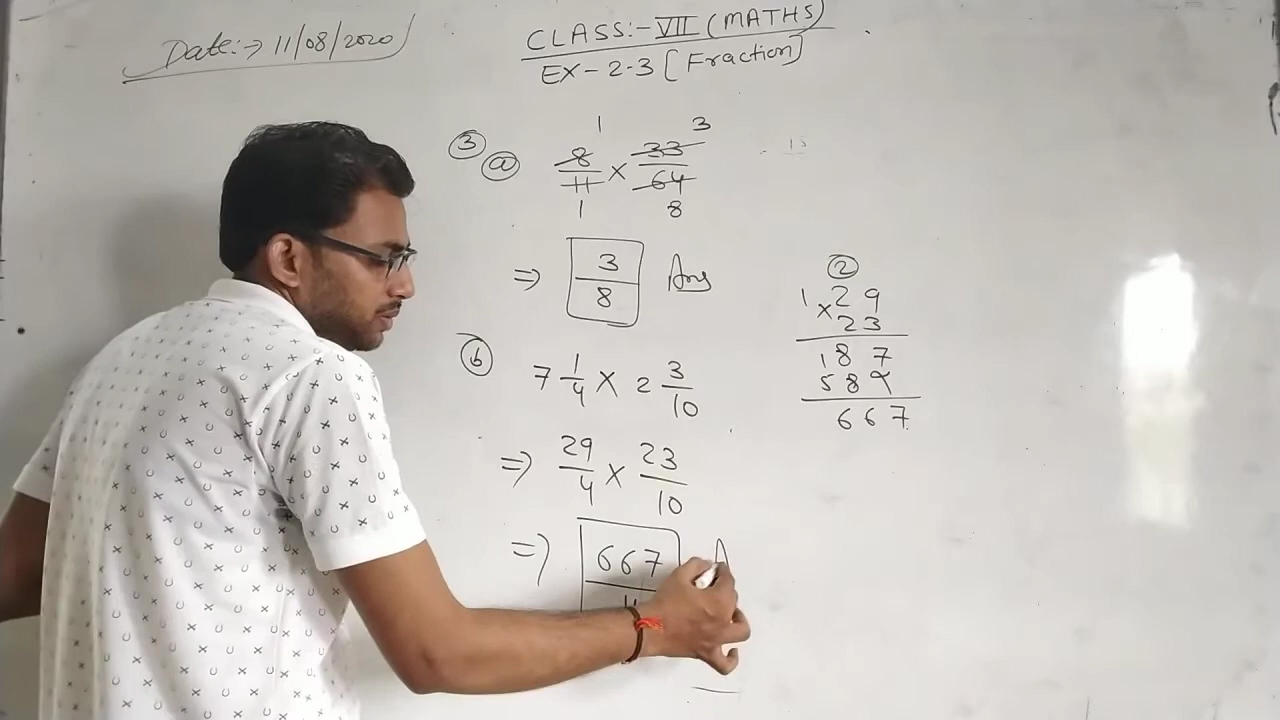 Date:→ 11/08/2020
CLASS:- VII (MATHS)
EX-2.3 [Fraction]
3 a 8/11 × 33/64
1 3
1 8
⇒ 3/8 Ans
b 7 1/4 × 2 3/10
⇒ 29/4 × 23/10
⇒ 667
2
1 29
× 23
187
58×
667